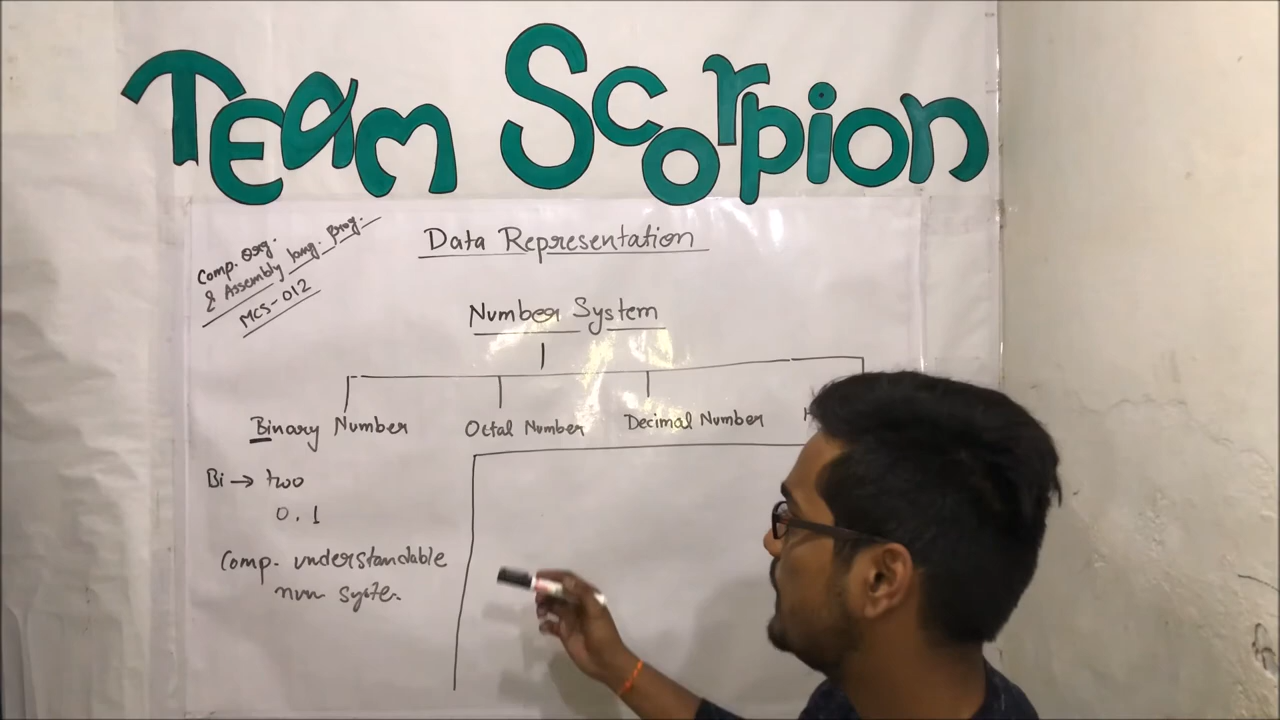 TEam Scorpion
Comp. Org.
& Assembly lang. Prog.
MCS-012
Data Representation
Number System
Binary Number
Octal Number
Decimal Number
H
Bi → two
0, 1
Comp. understandable
num syste.